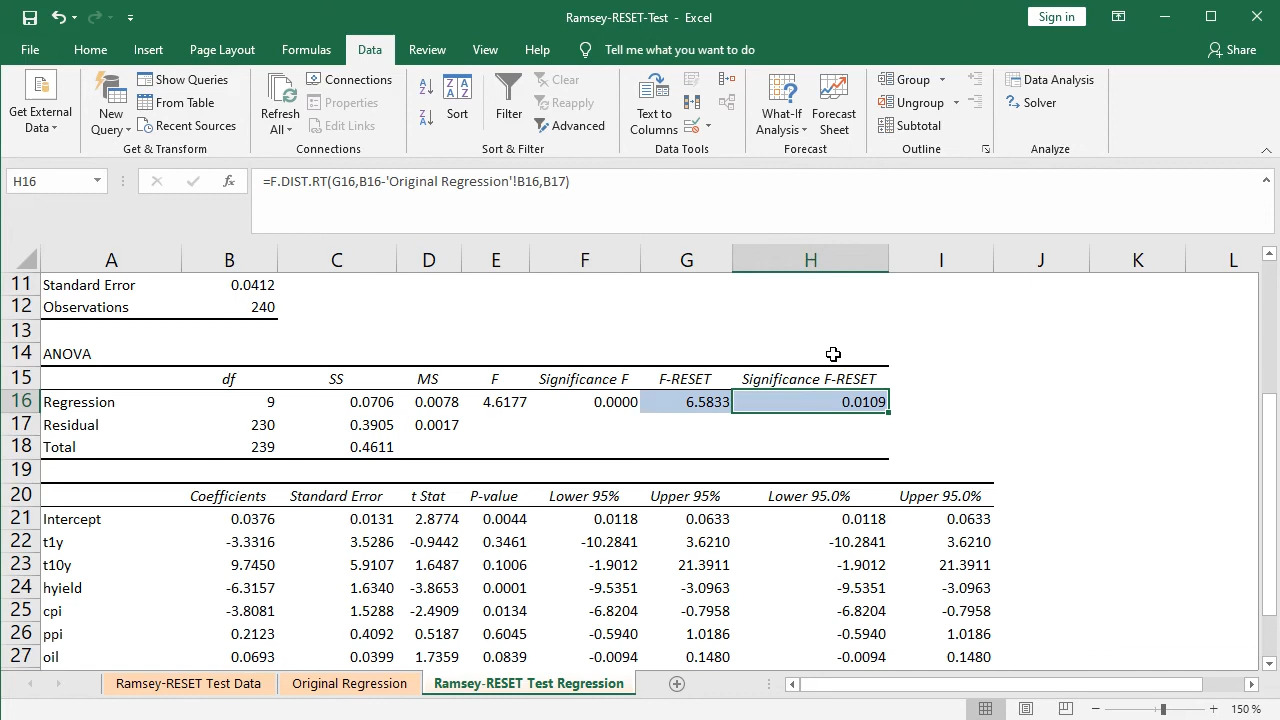 Ramsey-RESET-Test - Excel
Sign in
File Home Insert Page Layout Formulas Data Review View Help Tell me what you want to do Share
Get External Data
New Query
Show Queries
From Table
Recent Sources
Get & Transform
Refresh All
Connections
Properties
Edit Links
Connections
Sort
Filter
Clear
Reapply
Advanced
Sort & Filter
Text to Columns
Data Tools
What-If Analysis
Forecast Sheet
Forecast
Group
Ungroup
Subtotal
Outline
Data Analysis
Solver
Analyze
H16 fx =F.DIST.RT(G16,B16-'Original Regression'!B16,B17)
A B C D E F G H I J K L
11 Standard Error 0.0412
12 Observations 240
13
14 ANOVA
15 df SS MS F Significance F F-RESET Significance F-RESET
16 Regression 9 0.0706 0.0078 4.6177 0.0000 6.5833 0.0109
17 Residual 230 0.3905 0.0017
18 Total 239 0.4611
19
20 Coefficients Standard Error t Stat P-value Lower 95% Upper 95% Lower 95.0% Upper 95.0%
21 Intercept 0.0376 0.0131 2.8774 0.0044 0.0118 0.0633 0.0118 0.0633
22 t1y -3.3316 3.5286 -0.9442 0.3461 -10.2841 3.6210 -10.2841 3.6210
23 t10y 9.7450 5.9107 1.6487 0.1006 -1.9012 21.3911 -1.9012 21.3911
24 hyield -6.3157 1.6340 -3.8653 0.0001 -9.5351 -3.0963 -9.5351 -3.0963
25 cpi -3.8081 1.5288 -2.4909 0.0134 -6.8204 -0.7958 -6.8204 -0.7958
26 ppi 0.2123 0.4092 0.5187 0.6045 -0.5940 1.0186 -0.5940 1.0186
27 oil 0.0693 0.0399 1.7359 0.0839 -0.0094 0.1480 -0.0094 0.1480
Ramsey-RESET Test Data Original Regression Ramsey-RESET Test Regression
150 %